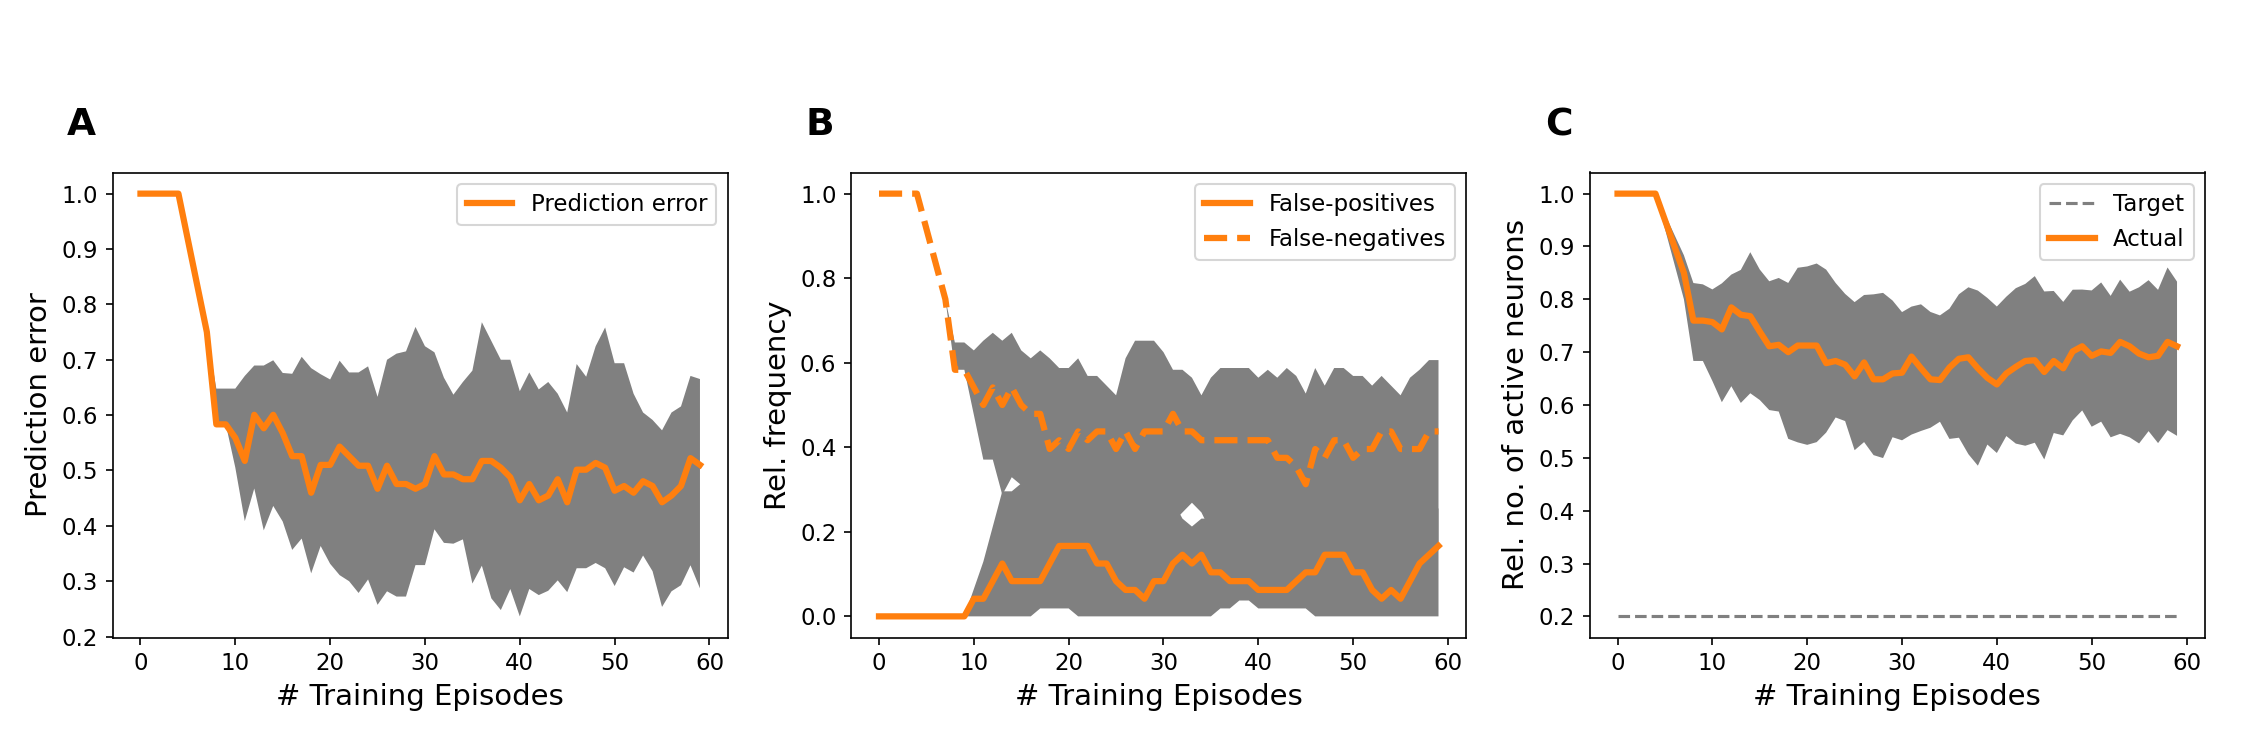 A
B
C
Prediction error
1.0
0.9
0.8
0.7
0.6
0.5
0.4
0.3
0.2
0 10 20 30 40 50 60
# Training Episodes
Prediction error
Rel. frequency
1.0
0.8
0.6
0.4
0.2
0.0
0 10 20 30 40 50 60
# Training Episodes
False-positives
False-negatives
Rel. no. of active neurons
1.0
0.9
0.8
0.7
0.6
0.5
0.4
0.3
0.2
0 10 20 30 40 50 60
# Training Episodes
Target
Actual